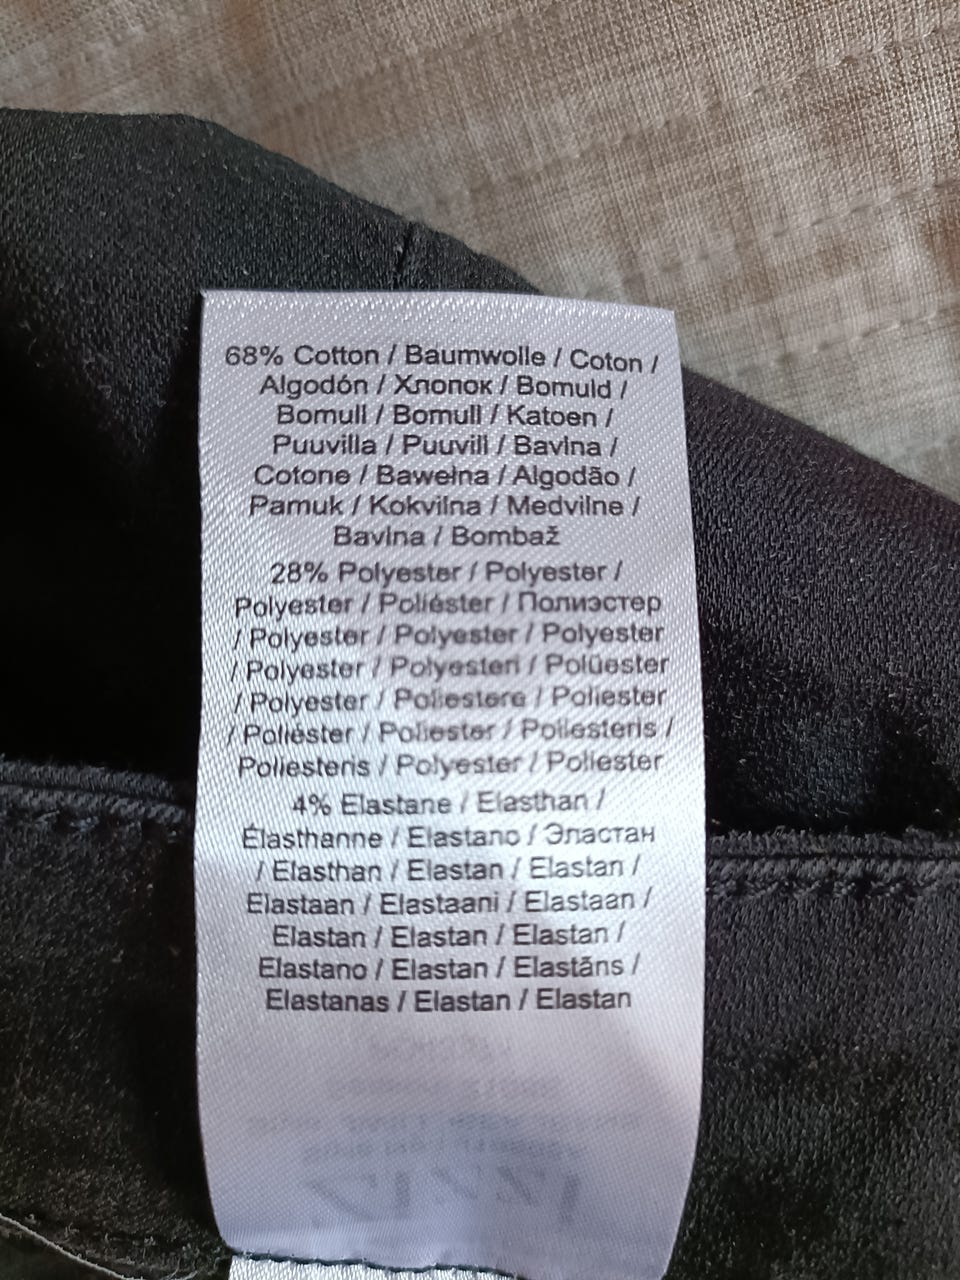 68% Cotton / Baumwolle / Coton /
Algodón / Хлопок / Bomuld /
Bomull / Bomull / Katoen /
Puuvilla / Puuvill / Bavlna /
Cotone / Bawełna / Algodão /
Pamuk / Kokvilna / Medvilne /
Bavlna / Bombaž
28% Polyester / Polyester /
Polyester / Poliéster / Полиэстер
/ Polyester / Polyester / Polyester
/ Polyester / Polyesteri / Polüester
/ Polyester / Poliestere / Poliester
/ Poliéster / Poliester / Poliesteris /
Poliesteris / Polyester / Poliester
4% Elastane / Elasthan /
Élasthanne / Elastano / Эластан
/ Elasthan / Elastan / Elastan /
Elastaan / Elastaani / Elastaan /
Elastan / Elastan / Elastan /
Elastano / Elastan / Elastāns /
Elastanas / Elastan / Elastan